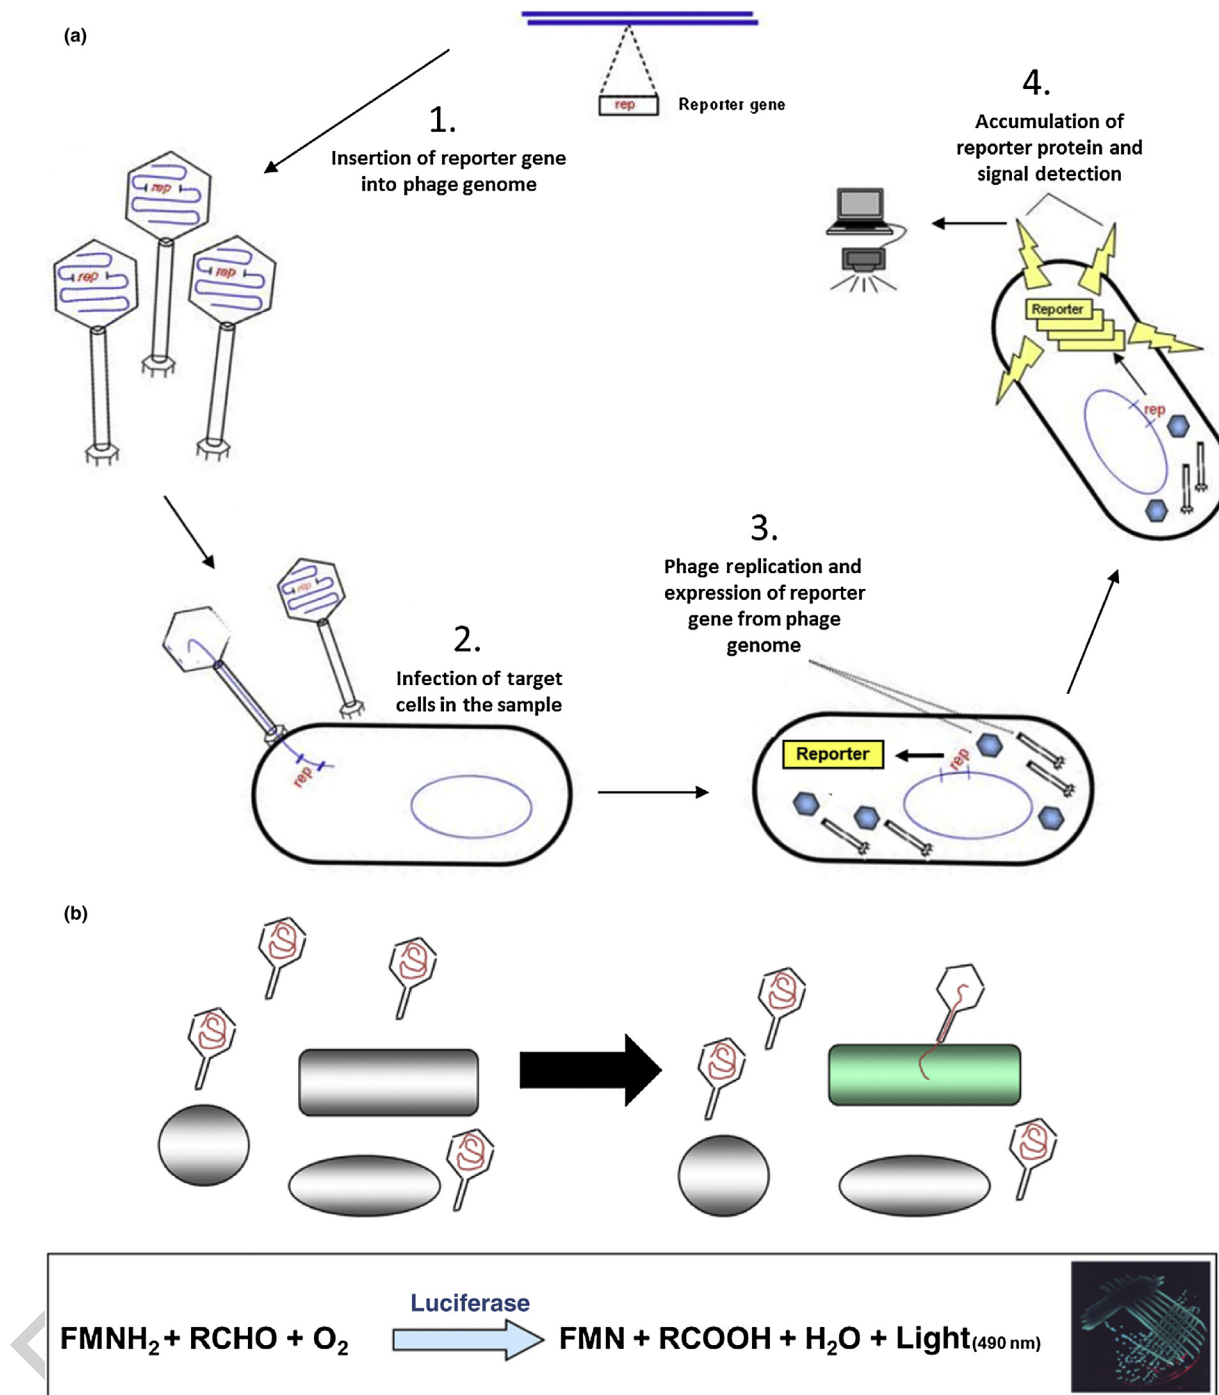 (a)
rep
Reporter gene
1.
Insertion of reporter gene
into phage genome
rep
rep
rep
4.
Accumulation of
reporter protein and
signal detection
Reporter
rep
2.
Infection of target
cells in the sample
rep
rep
3.
Phage replication and
expression of reporter
gene from phage
genome
Reporter
rep
(b)
FMNH₂ + RCHO + O₂
Luciferase
FMN + RCOOH + H₂O + Light (490 nm)